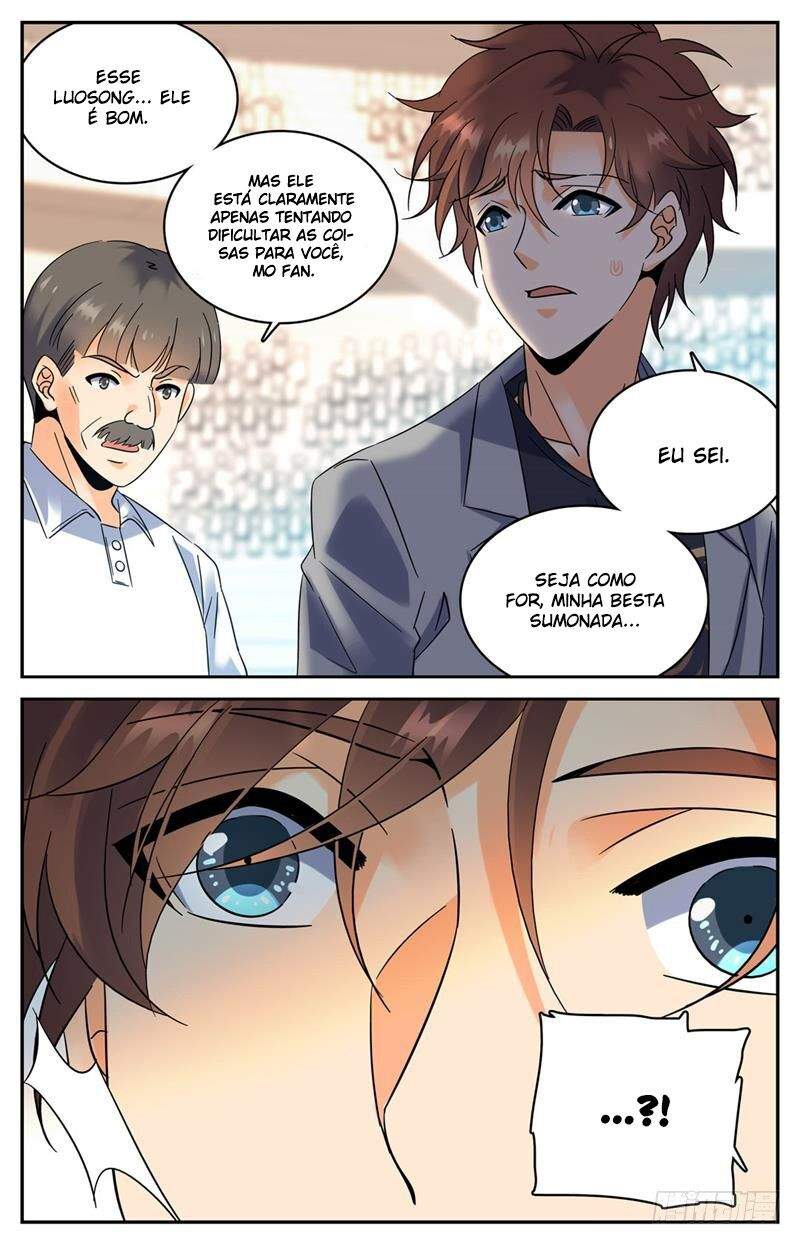 ESSE
LUOSONG... ELE
É BOM.
MAS ELE
ESTÁ CLARAMENTE
APENAS TENTANDO
DIFICULTAR AS COI-
SAS PARA VOCÊ,
MO FAN.
EU SEI.
SEJA COMO
FOR, MINHA BESTA
SUMONADA...
...?!